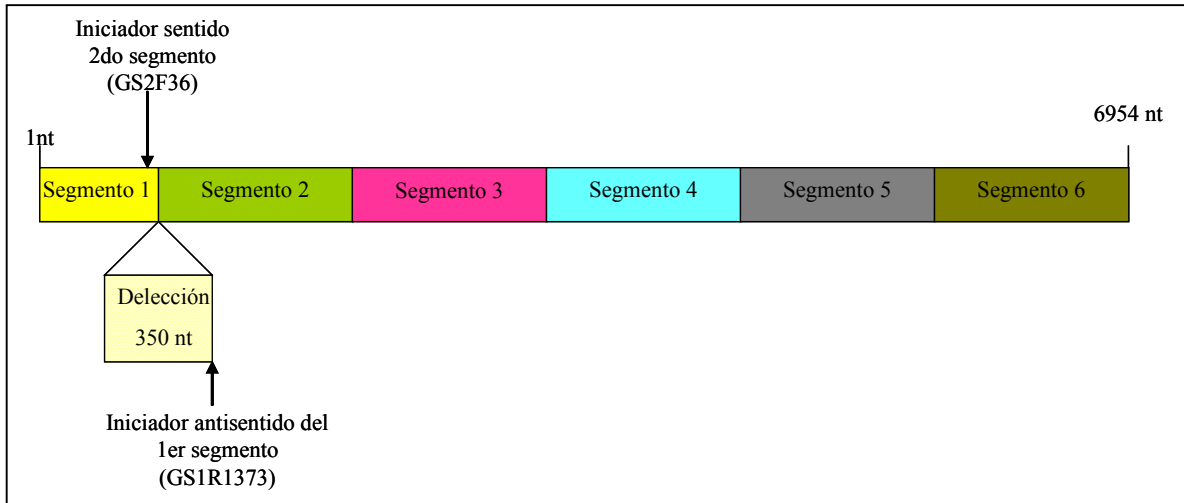 Iniciador sentido
2do segmento
(GS2F36)
1nt
6954 nt
Segmento 1
Segmento 2
Segmento 3
Segmento 4
Segmento 5
Segmento 6
Delección
350 nt
Iniciador antisentido del
1er segmento
(GS1R1373)